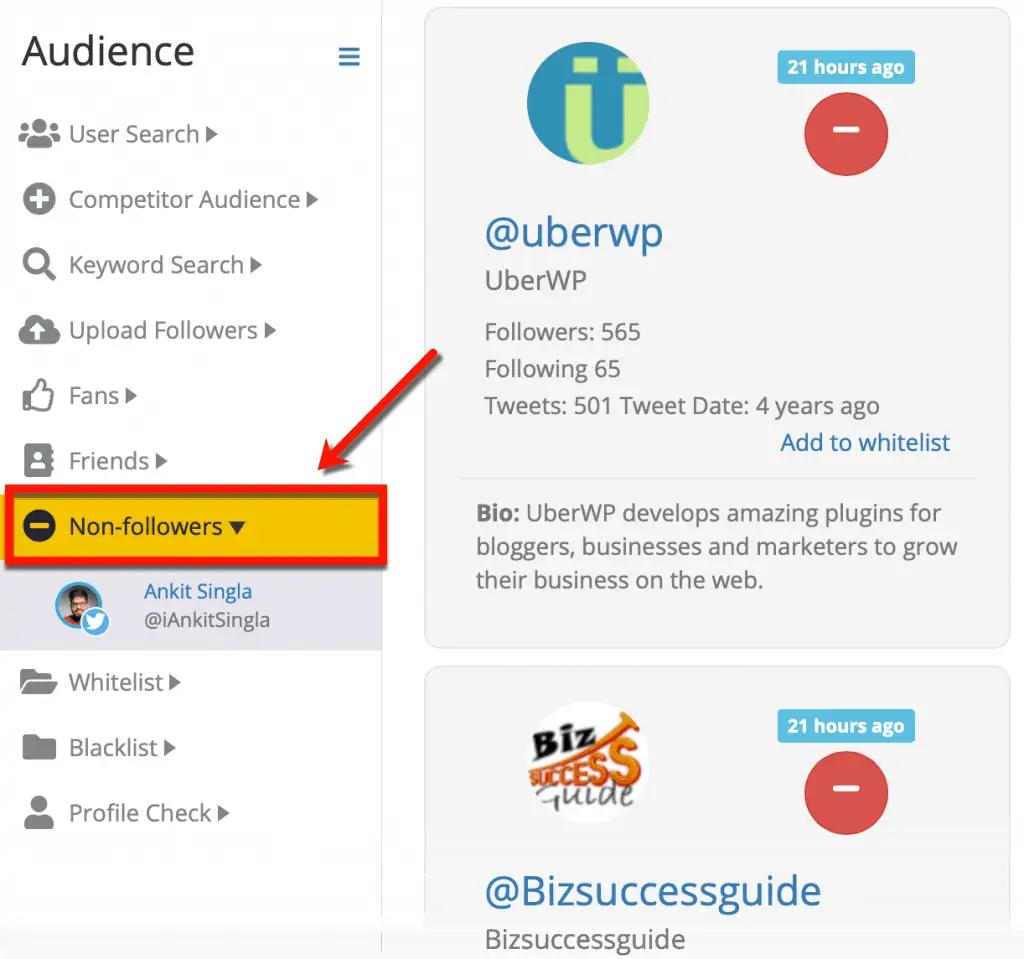 Audience
User Search
Competitor Audience
Keyword Search
Upload Followers
Fans
Friends
Non-followers
Ankit Singla
@iAnkitSingla
Whitelist
Blacklist
Profile Check
21 hours ago
@uberwp
UberWP
Followers: 565
Following 65
Tweets: 501 Tweet Date: 4 years ago
Add to whitelist
Bio: UberWP develops amazing plugins for
bloggers, businesses and marketers to grow
their business on the web.
Biz
SUCCESS
Guide
21 hours ago
@Bizsuccessguide
Bizsuccessguide